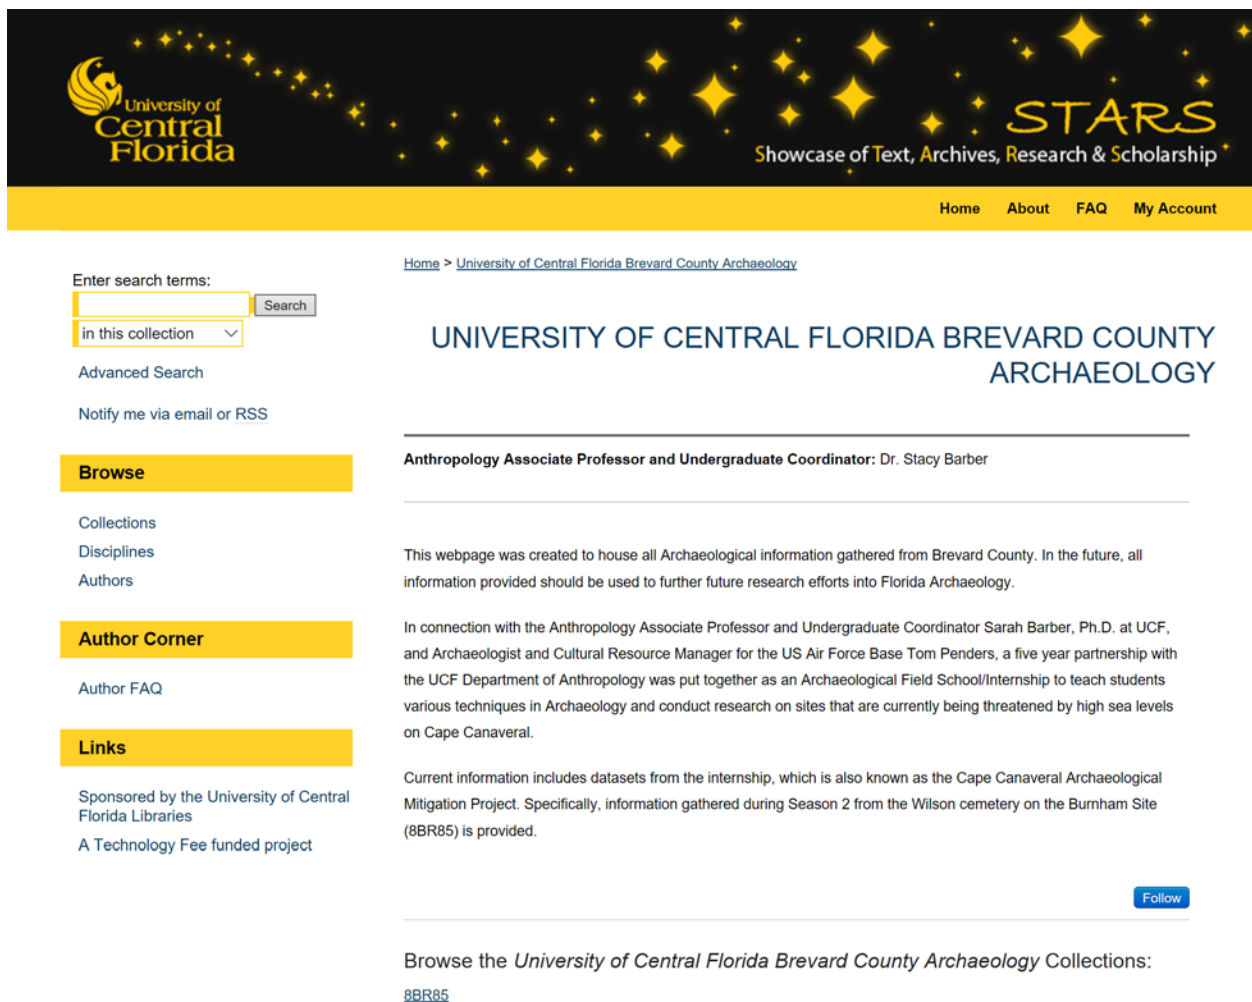 University of
Central
Florida
STARS
Showcase of Text, Archives, Research & Scholarship
Home About FAQ My Account
Enter search terms:
Search
in this collection
Advanced Search
Notify me via email or RSS
Browse
Collections
Disciplines
Authors
Author Corner
Author FAQ
Links
Sponsored by the University of Central
Florida Libraries
A Technology Fee funded project
Home > University of Central Florida Brevard County Archaeology
UNIVERSITY OF CENTRAL FLORIDA BREVARD COUNTY
ARCHAEOLOGY
Anthropology Associate Professor and Undergraduate Coordinator: Dr. Stacy Barber
This webpage was created to house all Archaeological information gathered from Brevard County. In the future, all
information provided should be used to further future research efforts into Florida Archaeology.
In connection with the Anthropology Associate Professor and Undergraduate Coordinator Sarah Barber, Ph.D. at UCF,
and Archaeologist and Cultural Resource Manager for the US Air Force Base Tom Penders, a five year partnership with
the UCF Department of Anthropology was put together as an Archaeological Field School/Internship to teach students
various techniques in Archaeology and conduct research on sites that are currently being threatened by high sea levels
on Cape Canaveral.
Current information includes datasets from the internship, which is also known as the Cape Canaveral Archaeological
Mitigation Project. Specifically, information gathered during Season 2 from the Wilson cemetery on the Burnham Site
(8BR85) is provided.
Follow
Browse the University of Central Florida Brevard County Archaeology Collections:
8BR85